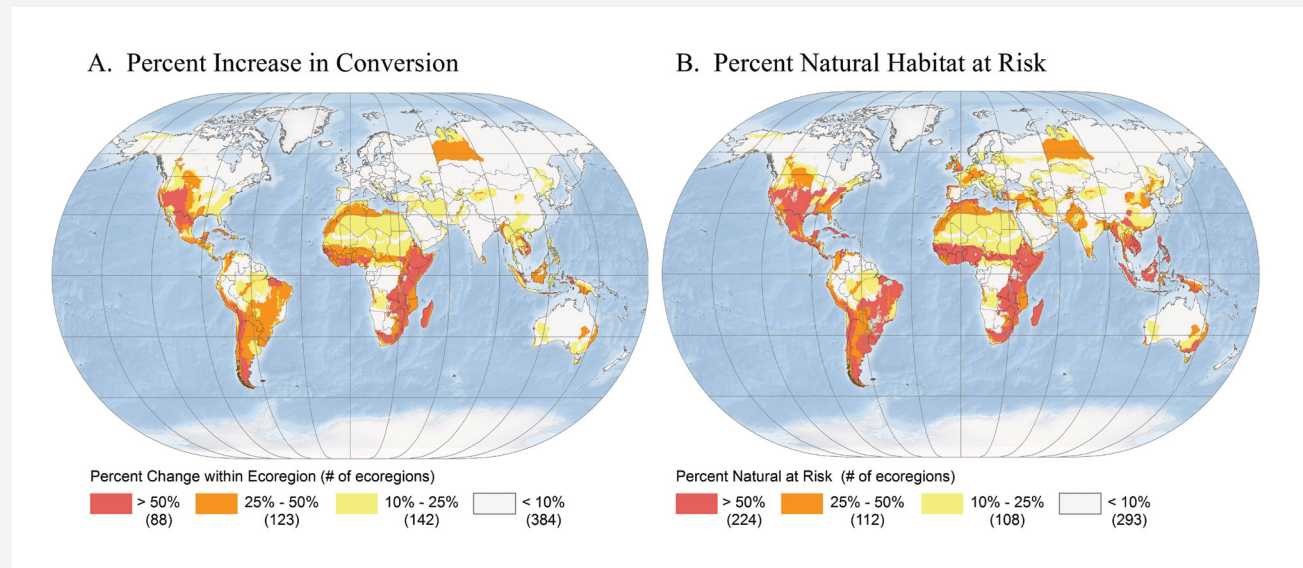 A. Percent Increase in Conversion
B. Percent Natural Habitat at Risk
Percent Change within Ecoregion (# of ecoregions)
> 50% 25% - 50% 10% - 25% < 10%
(88) (123) (142) (384)
Percent Natural at Risk (# of ecoregions)
> 50% 25% - 50% 10% - 25% < 10%
(224) (112) (108) (293)